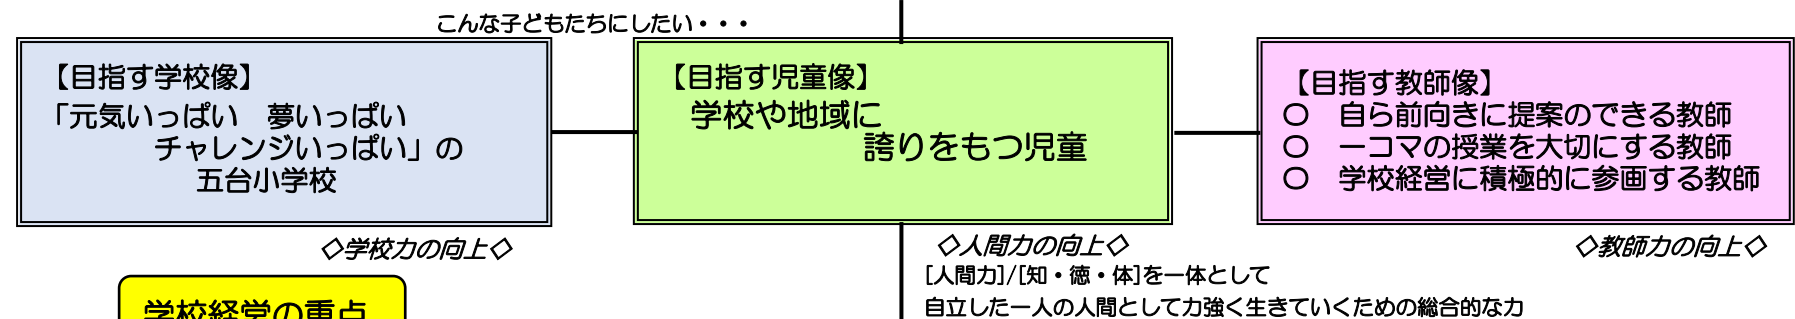 こんな子どもたちにしたい・・・
【目指す学校像】
「元気いっぱい　夢いっぱい
チャレンジいっぱい」の
五台小学校
◇学校力の向上◇
【目指す児童像】
学校や地域に
誇りをもつ児童
◇人間力の向上◇
[人間力]/[知・徳・体]を一体として
自立した一人の人間として力強く生きていくための総合的な力
【目指す教師像】
〇　自ら前向きに提案のできる教師
〇　一コマの授業を大切にする教師
〇　学校経営に積極的に参画する教師
◇教師力の向上◇
学校経営の重点